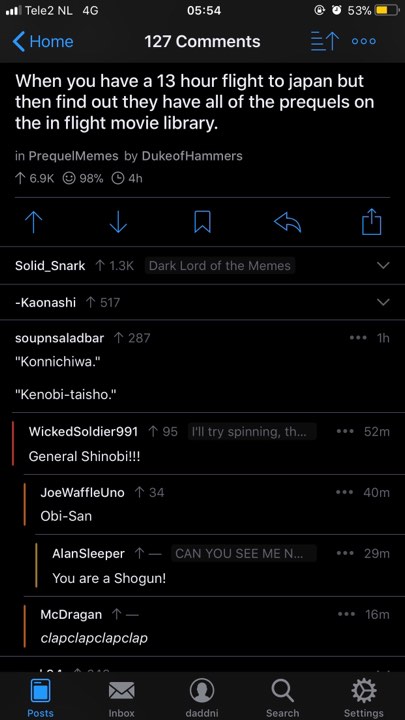 Tele2 NL 4G 05:54 53%
Home 127 Comments
When you have a 13 hour flight to japan but
then find out they have all of the prequels on
the in flight movie library.
in PrequelMemes by DukeofHammers
6.9K 98% 4h
Solid_Snark 1.3K Dark Lord of the Memes
-Kaonashi 517
soupnsaladbar 287 1h
"Konnichiwa."
"Kenobi-taisho."
WickedSoldier991 95 I'll try spinning, th... 52m
General Shinobi!!!
JoeWaffleUno 34 40m
Obi-San
AlanSleeper — CAN YOU SEE ME N... 29m
You are a Shogun!
McDragan — 16m
clapclapclapclap
Posts Inbox daddni Search Settings